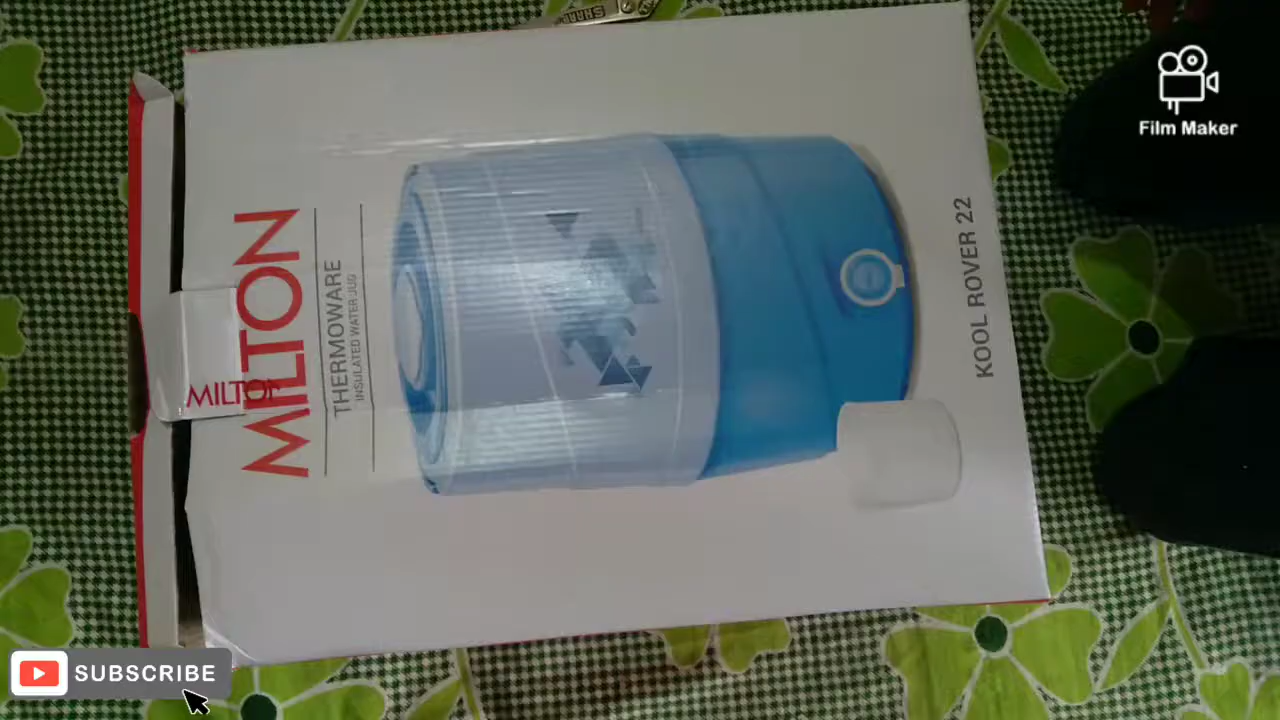 MILTON
THERMOWARE
INSULATED WATER JUG
KOOL ROVER 22
MILTON
Film Maker
SUBSCRIBE